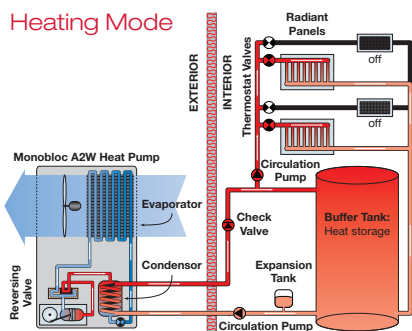 Heating Mode
Radiant
Panels
off
off
EXTERIOR
INTERIOR
Thermostat Valves
Monobloc A2W Heat Pump
Circulation
Pump
Evaporator
Check
Valve
Buffer Tank:
Heat storage
Condensor
Expansion
Tank
Reversing
Valve
Circulation Pump